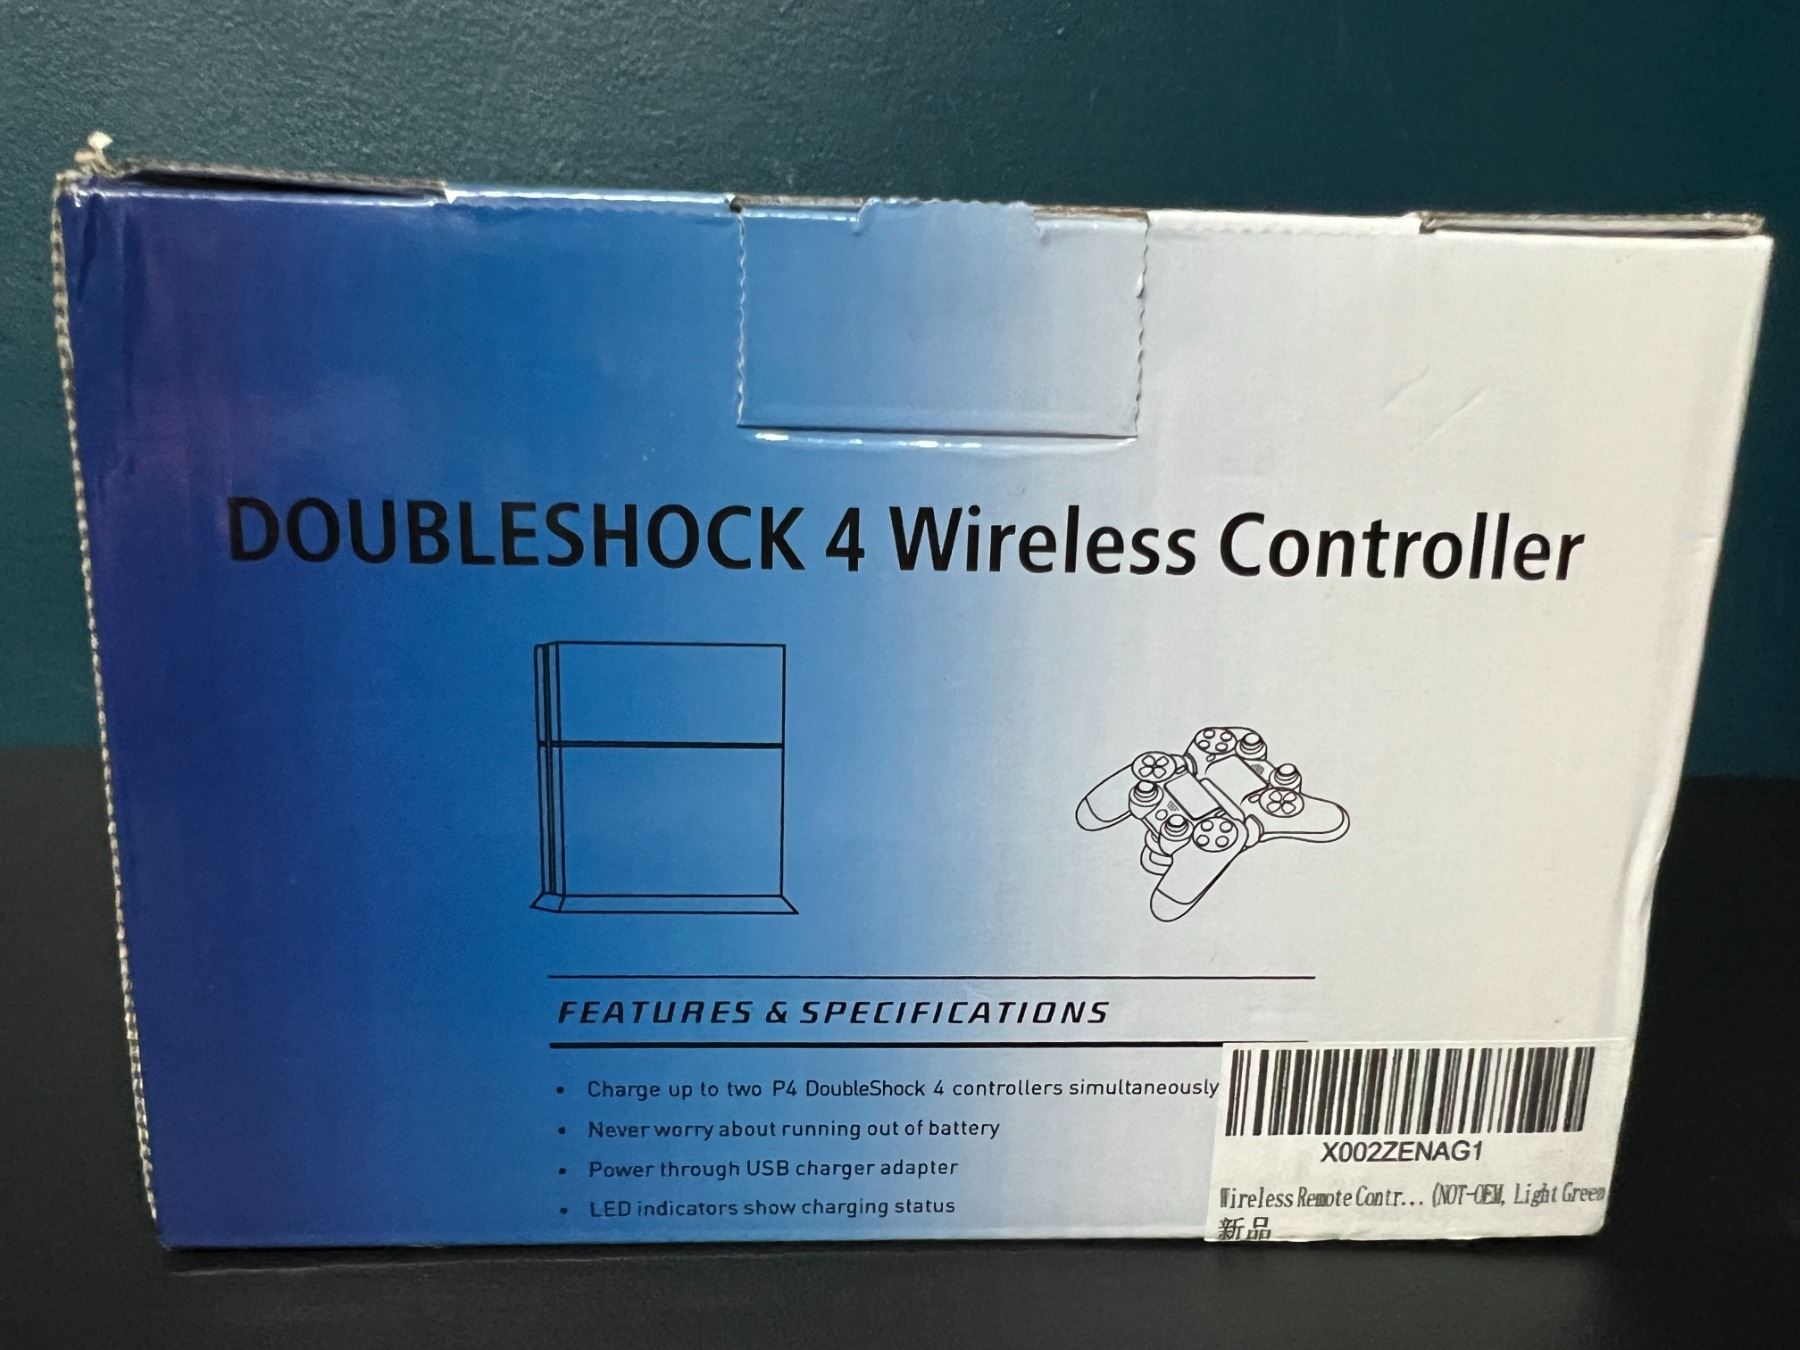 DOUBLESHOCK 4 Wireless Controller
FEATURES & SPECIFICATIONS
• Charge up to two P4 DoubleShock 4 controllers simultaneously
• Never worry about running out of battery
• Power through USB charger adapter
• LED indicators show charging status
X002ZENAG1
Wireless Remote Contr... (NOT-OEM, Light Green
新品